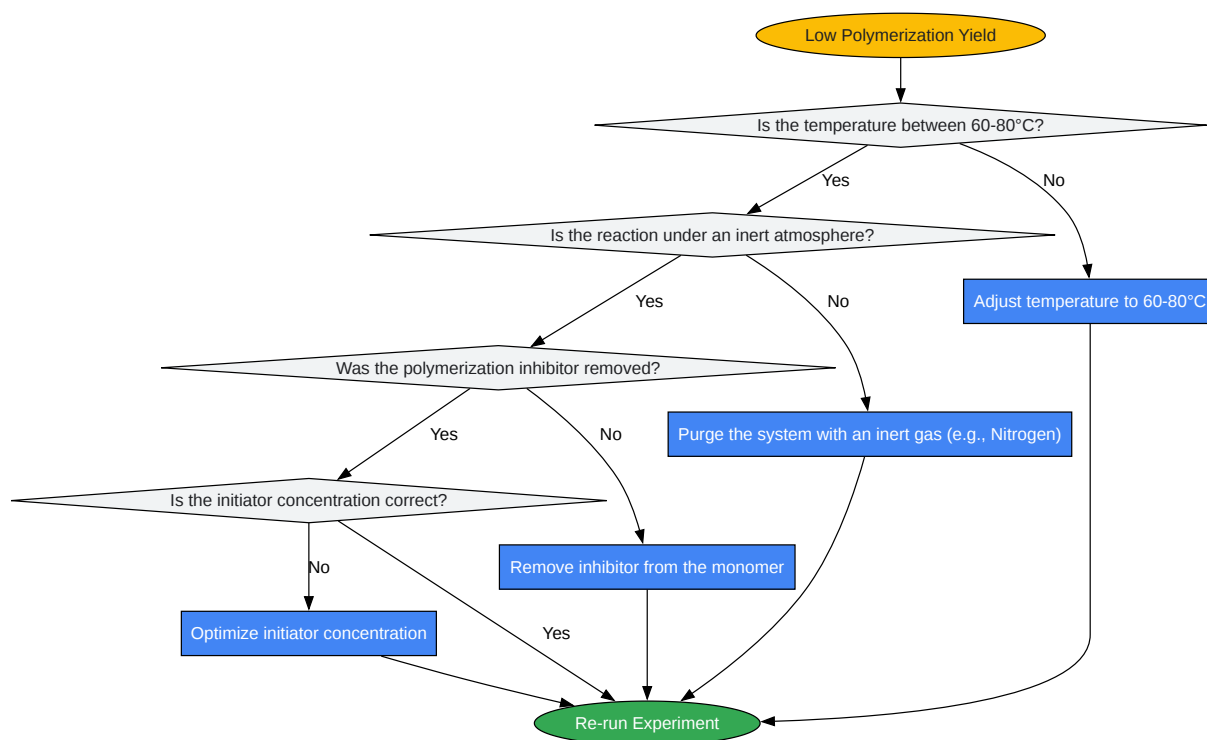 Low Polymerization Yield
Is the temperature between 60-80°C?
Yes
No
Is the reaction under an inert atmosphere?
Adjust temperature to 60-80°C
Yes
No
Was the polymerization inhibitor removed?
Purge the system with an inert gas (e.g., Nitrogen)
Yes
No
Is the initiator concentration correct?
Remove inhibitor from the monomer
No
Yes
Optimize initiator concentration
Re-run Experiment